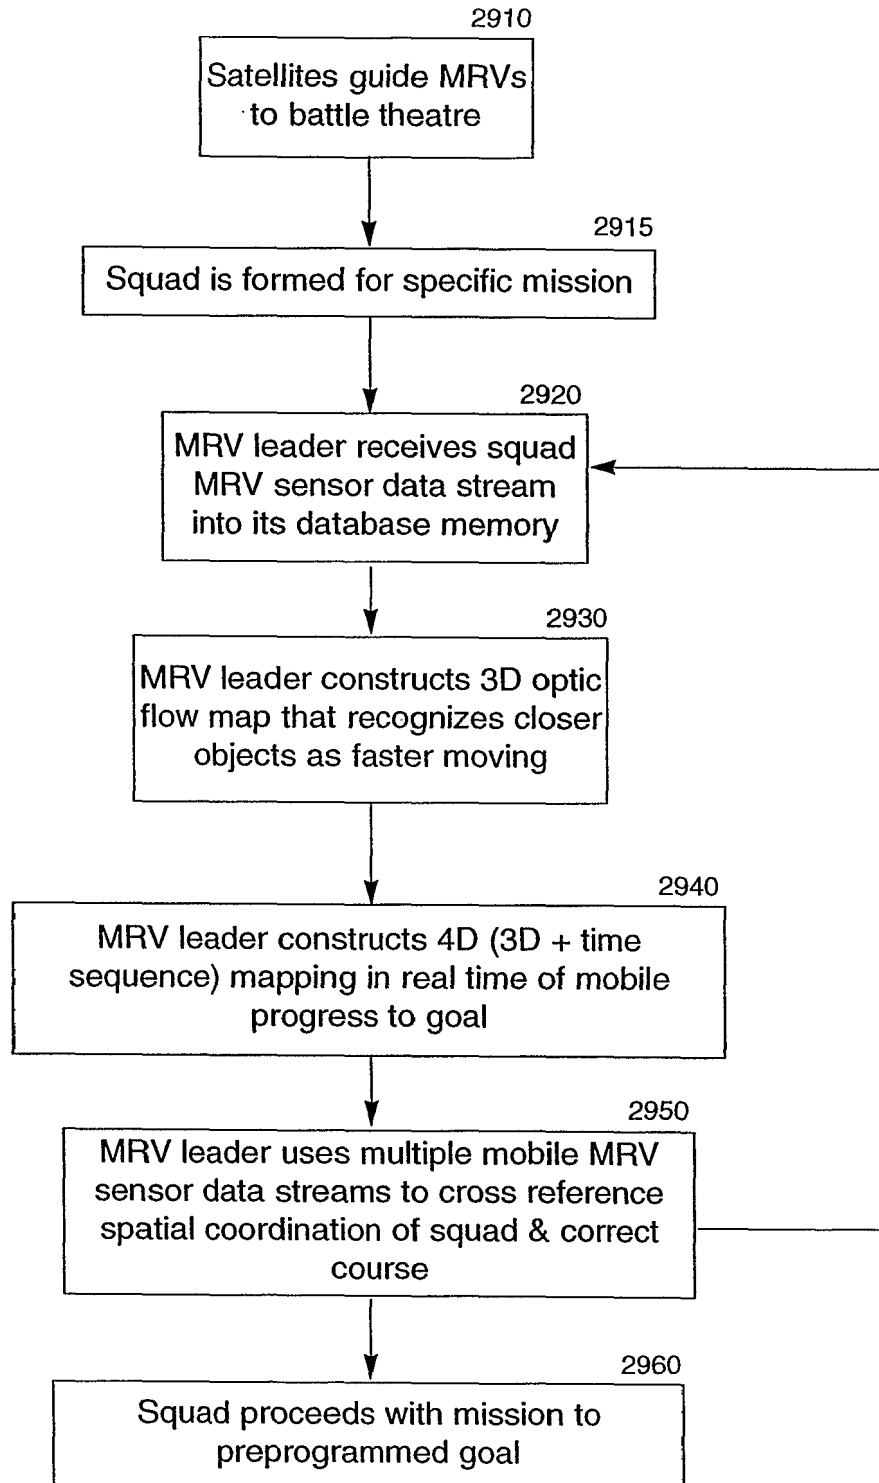 2910
Satellites guide MRVs
to battle theatre
2915
Squad is formed for specific mission
2920
MRV leader receives squad
MRV sensor data stream
into its database memory
2930
MRV leader constructs 3D optic
flow map that recognizes closer
objects as faster moving
2940
MRV leader constructs 4D (3D + time
sequence) mapping in real time of mobile
progress to goal
2950
MRV leader uses multiple mobile MRV
sensor data streams to cross reference
spatial coordination of squad & correct
course
2960
Squad proceeds with mission to
preprogrammed goal